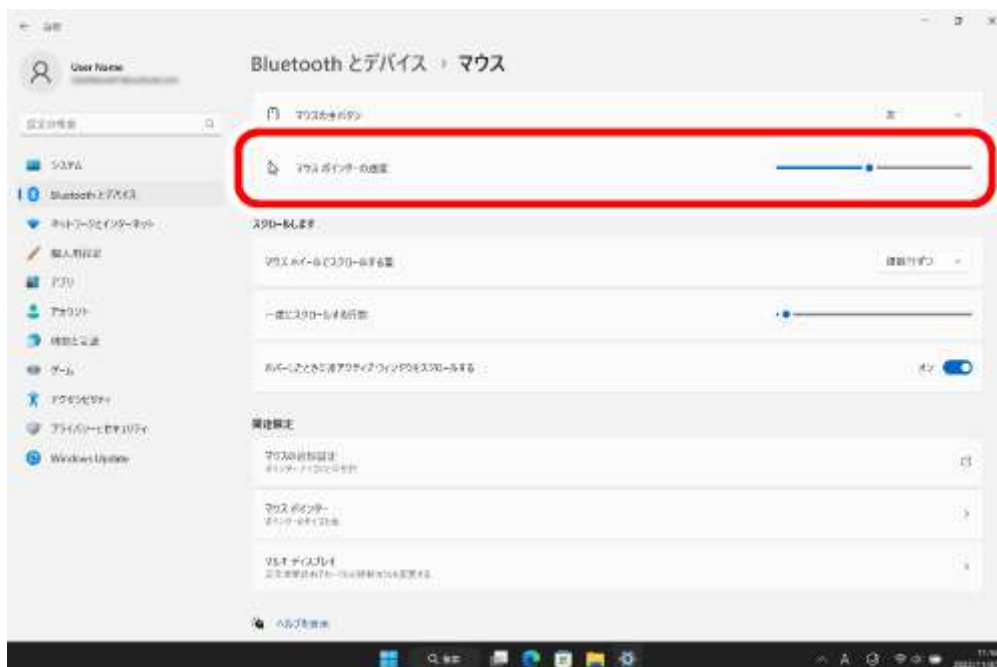 設定
User Name
Bluetooth とデバイス › マウス
設定の検索
マウスの主ボタン
左
マウス ポインターの速度
システム
Bluetooth とデバイス
ネットワークとインターネット
個人用設定
アプリ
アカウント
時刻と言語
ゲーム
アクセシビリティ
プライバシーとセキュリティ
Windows Update
スクロールします
マウス ホイールでスクロールする量
複数行ずつ
一度にスクロールする行数
ホバーしたときに非アクティブ ウィンドウをスクロールする
オン
関連設定
マウスの追加設定
マウス ポインター
マルチ ディスプレイ
ヘルプを表示
検索